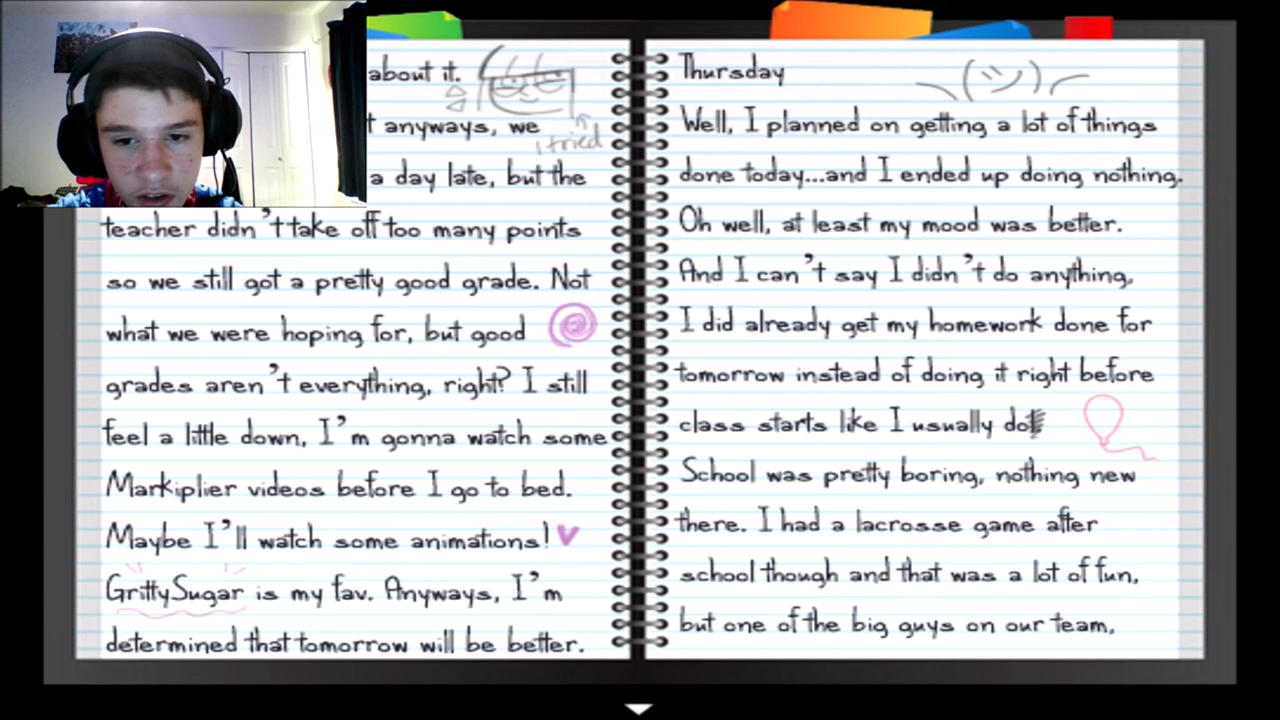 about it.
t anyways, we
i tried
a day late, but the
teacher didn't take off too many points
so we still got a pretty good grade. Not
what we were hoping for, but good
grades aren't everything, right? I still
feel a little down, I'm gonna watch some
Markiplier videos before I go to bed.
Maybe I'll watch some animations!
GrittySugar is my fav. Anyways, I'm
determined that tomorrow will be better.
Thursday
Well, I planned on getting a lot of things
done today...and I ended up doing nothing.
Oh well, at least my mood was better.
And I can't say I didn't do anything,
I did already get my homework done for
tomorrow instead of doing it right before
class starts like I usually do
School was pretty boring, nothing new
there. I had a lacrosse game after
school though and that was a lot of fun,
but one of the big guys on our team,